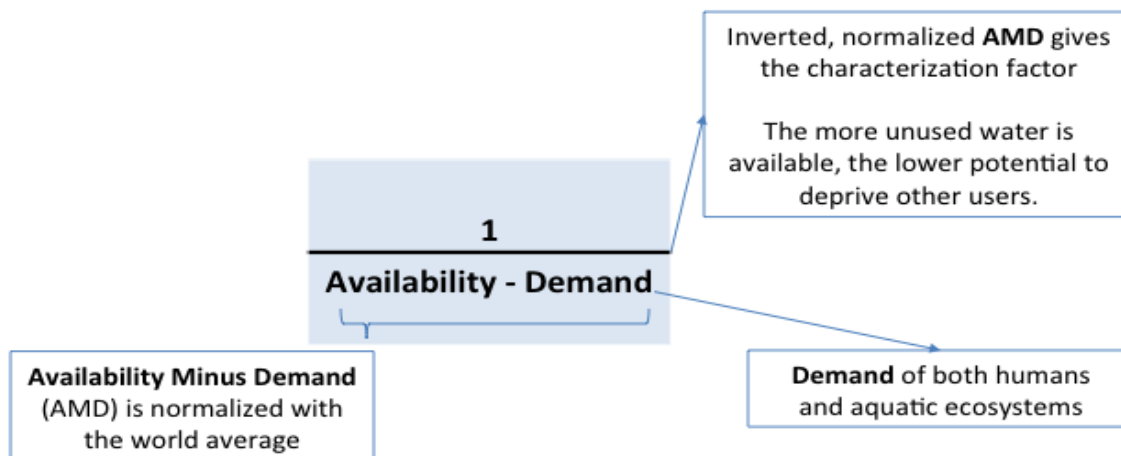 Inverted, normalized AMD gives
the characterization factor
The more unused water is
available, the lower potential to
deprive other users.
1
Availability - Demand
Availability Minus Demand
(AMD) is normalized with
the world average
Demand of both humans
and aquatic ecosystems